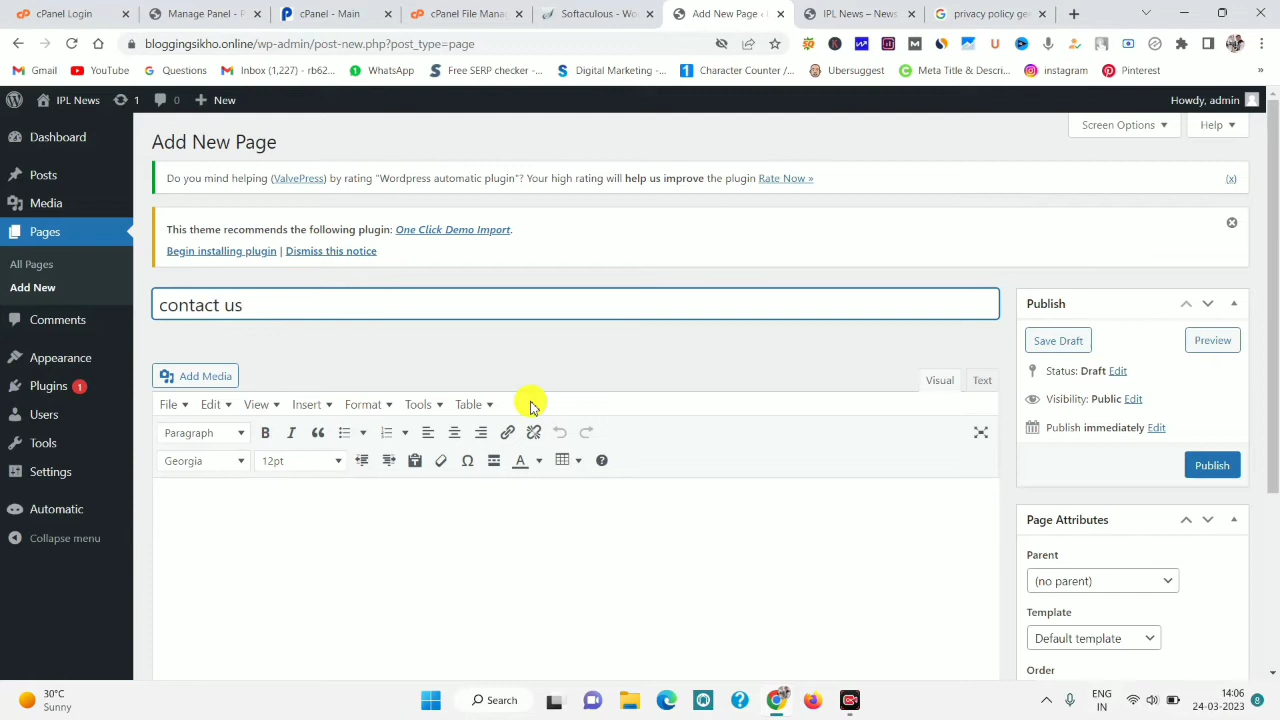 cPanel Login
Manage Panel - P
cPanel - Main
cPanel File Manag
Softaculous - Wo
Add New Page ‹
IPL News – News
privacy policy ge
bloggingsikho.online/wp-admin/post-new.php?post_type=page
Gmail
YouTube
Question
Inbox (1,227) - rb62...
WhatsApp
Free SERP checker -...
Digital Marketing -...
Character Counter /...
Ubersuggest
Meta Title & Descri...
instagram
Pinterest
»
IPL News
1
0
New
Howdy, admin
Dashboard
Posts
Media
Pages
All Pages
Add New
Comments
Appearance
Plugins 1
Users
Tools
Settings
Automatic
Collapse menu
Screen Options
Help
Add New Page
Do you mind helping (ValvePress) by rating "Wordpress automatic plugin"? Your high rating will help us improve the plugin Rate Now »
(x)
This theme recommends the following plugin: One Click Demo Import.
Begin installing plugin | Dismiss this notice
contact us
Add Media
Visual
Text
File
Edit
View
Insert
Format
Tools
Table
Paragraph
Georgia
12pt
Publish
Save Draft
Preview
Status: Draft Edit
Visibility: Public Edit
Publish immediately Edit
Publish
Page Attributes
Parent
(no parent)
Template
Default template
Order
30°C
Sunny
Search
ENG
IN
14:06
24-03-2023
8